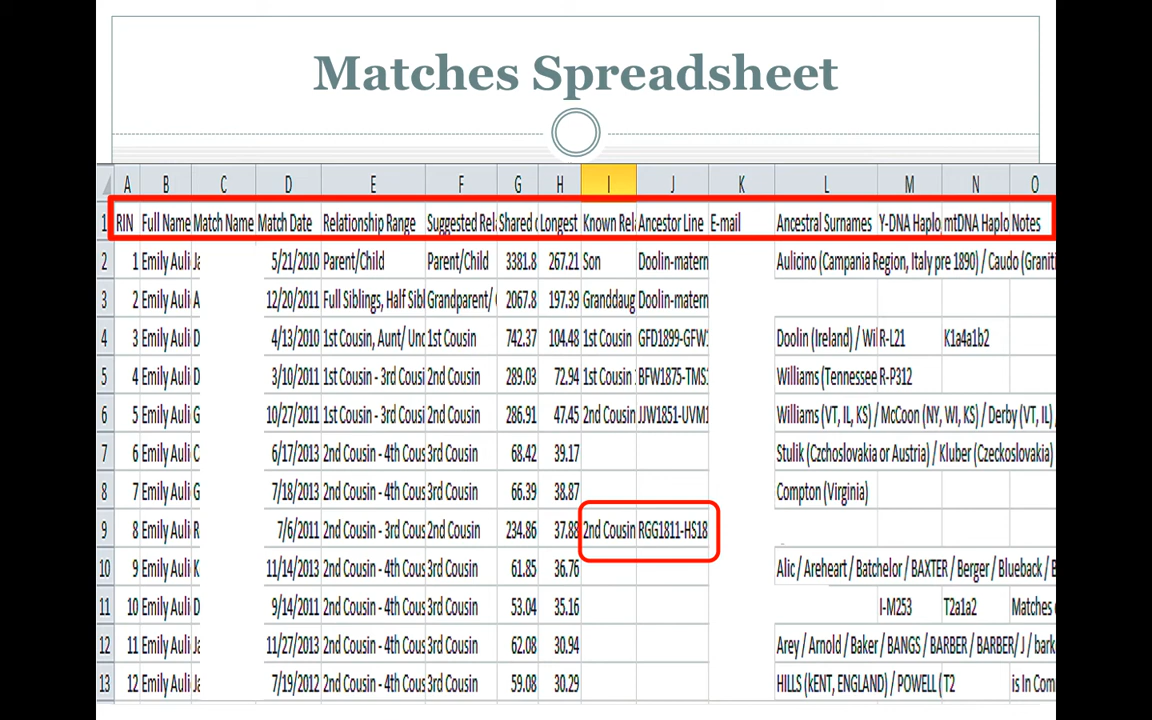 Matches Spreadsheet
A B C D E F G H I J K L M N O
1 RIN Full Name Match Name Match Date Relationship Range Suggested Rel Shared Longest Known Rel Ancestor Line E-mail Ancestral Surnames Y-DNA Haplo mtDNA Haplo Notes
2 1 Emily Auli 5/21/2010 Parent/Child Parent/Child 3381.8 267.21 Son Doolin-matern Aulicino (Campania Region, Italy pre 1890) / Caudo (Graniti
3 2 Emily Auli A 12/20/2011 Full Siblings, Half Sibl Grandparent/ 2067.8 197.39 Granddaug Doolin-matern
4 3 Emily Auli D 4/13/2010 1st Cousin, Aunt/ Unc 1st Cousin 742.37 104.48 1st Cousin GFD1899-GFW Doolin (Ireland) / Wil R-L21 K1a4a1b2
5 4 Emily Auli D 3/10/2011 1st Cousin - 3rd Cousi 2nd Cousin 289.03 72.94 1st Cousin BFW1875-TMS Williams (Tennessee R-P312
6 5 Emily Auli G 10/27/2011 1st Cousin - 3rd Cousi 2nd Cousin 286.91 47.45 2nd Cousin JJW1851-UVM1 Williams (VT, IL, KS) / McCoon (NY, WI, KS) / Derby (VT, IL)
7 6 Emily Auli C 6/17/2013 2nd Cousin - 4th Cous 3rd Cousin 68.42 39.17 Stulik (Czchoslovakia or Austria) / Kluber (Czeckoslovakia)
8 7 Emily Auli G 7/18/2013 2nd Cousin - 4th Cous 3rd Cousin 66.39 38.87 Compton (Virginia)
9 8 Emily Auli R 7/6/2011 2nd Cousin - 3rd Cous 2nd Cousin 234.86 37.88 2nd Cousin RGG1811-HS18
10 9 Emily Auli K 11/14/2013 2nd Cousin - 4th Cous 3rd Cousin 61.85 36.76 Alic / Areheart / Batchelor / BAXTER / Berger / Blueback / B
11 10 Emily Auli D 9/14/2011 2nd Cousin - 4th Cous 3rd Cousin 53.04 35.16 I-M253 T2a1a2 Matches
12 11 Emily Auli Ja 11/27/2013 2nd Cousin - 4th Cous 3rd Cousin 62.08 30.94 Arey / Arnold / Baker / BANGS / BARBER / BARBER/ J / bark
13 12 Emily Auli Ja 7/19/2012 2nd Cousin - 4th Cous 3rd Cousin 59.08 30.29 HILLS (kENT, ENGLAND) / POWELL ( T2 is In Com